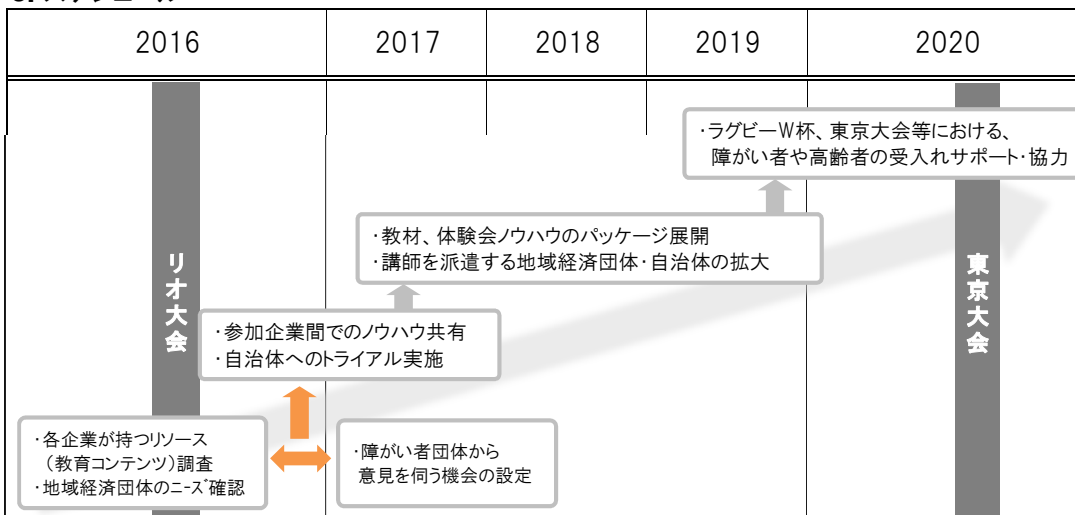 2016
2017
2018
2019
2020
・ラグビーW杯、東京大会等における、
障がい者や高齢者の受入れサポート・協力
・教材、体験会ノウハウのパッケージ展開
・講師を派遣する地域経済団体・自治体の拡大
リオ大会
東京大会
・参加企業間でのノウハウ共有
・自治体へのトライアル実施
・各企業が持つリソース
（教育コンテンツ）調査
・地域経済団体のニーズ確認
・障がい者団体から
意見を伺う機会の設定